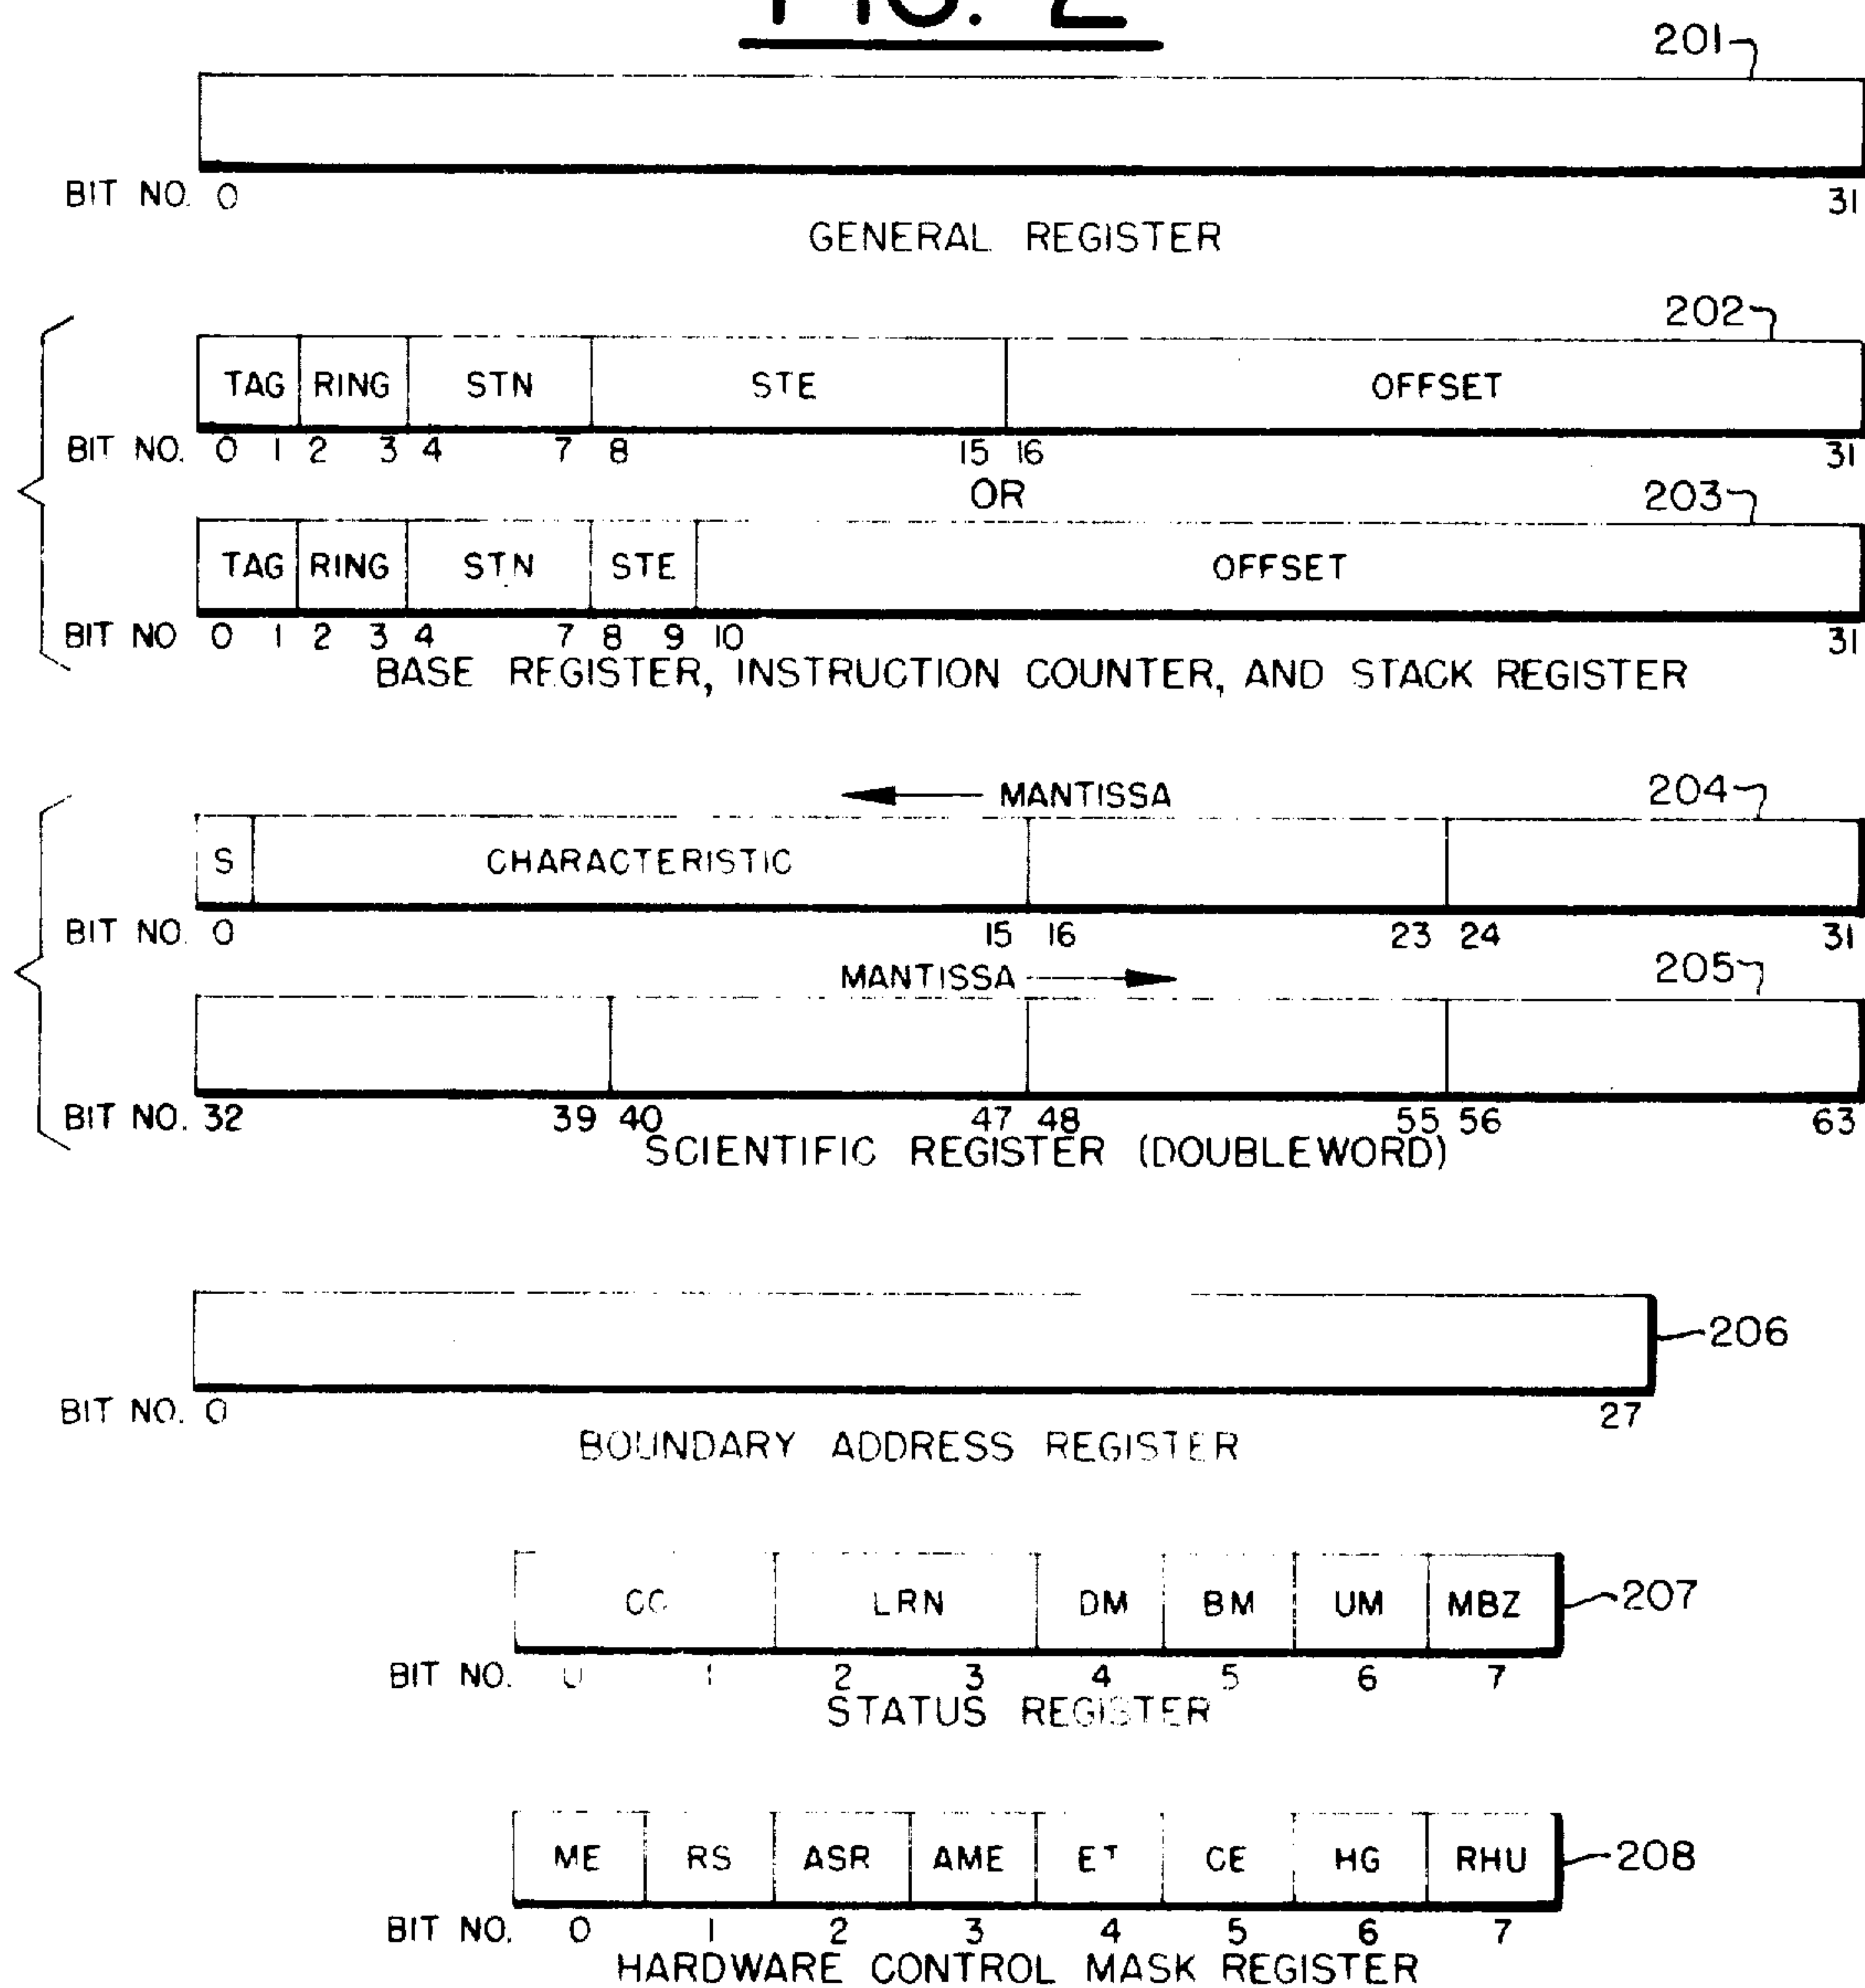 FIG. 2
201
BIT NO. 0 31
GENERAL REGISTER
202
TAG RING STN STE OFFSET
BIT NO. 0 1 2 3 4 7 8 15 16 31
OR
203
TAG RING STN STE OFFSET
BIT NO 0 1 2 3 4 7 8 9 10 31
BASE REGISTER, INSTRUCTION COUNTER, AND STACK REGISTER
MANTISSA
204
S CHARACTERISTIC
BIT NO. 0 15 16 23 24 31
MANTISSA
205
BIT NO. 32 39 40 47 48 55 56 63
SCIENTIFIC REGISTER (DOUBLEWORD)
206
BIT NO. 0 27
BOUNDARY ADDRESS REGISTER
CC LRN DM BM UM MBZ 207
BIT NO. 0 1 2 3 4 5 6 7
STATUS REGISTER
ME RS ASR AME ET CE HG RHU 208
BIT NO. 0 1 2 3 4 5 6 7
HARDWARE CONTROL MASK REGISTER